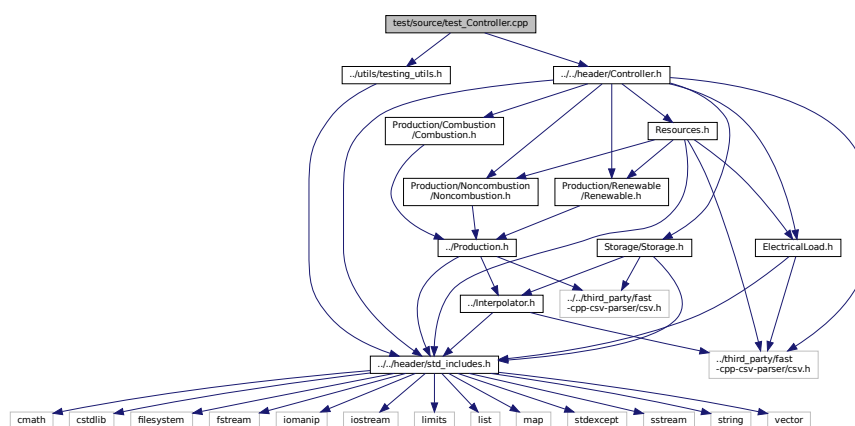 test/source/test_Controller.cpp
../utils/testing_utils.h
../../header/Controller.h
Production/Combustion
/Combustion.h
Resources.h
Production/Noncombustion
/Noncombustion.h
Production/Renewable
/Renewable.h
../Production.h
Storage/Storage.h
ElectricalLoad.h
../Interpolator.h
../../third_party/fast
-cpp-csv-parser/csv.h
../third_party/fast
-cpp-csv-parser/csv.h
../../header/std_includes.h
cmath
cstdlib
filesystem
fstream
iomanip
iostream
limits
list
map
stdexcept
sstream
string
vector